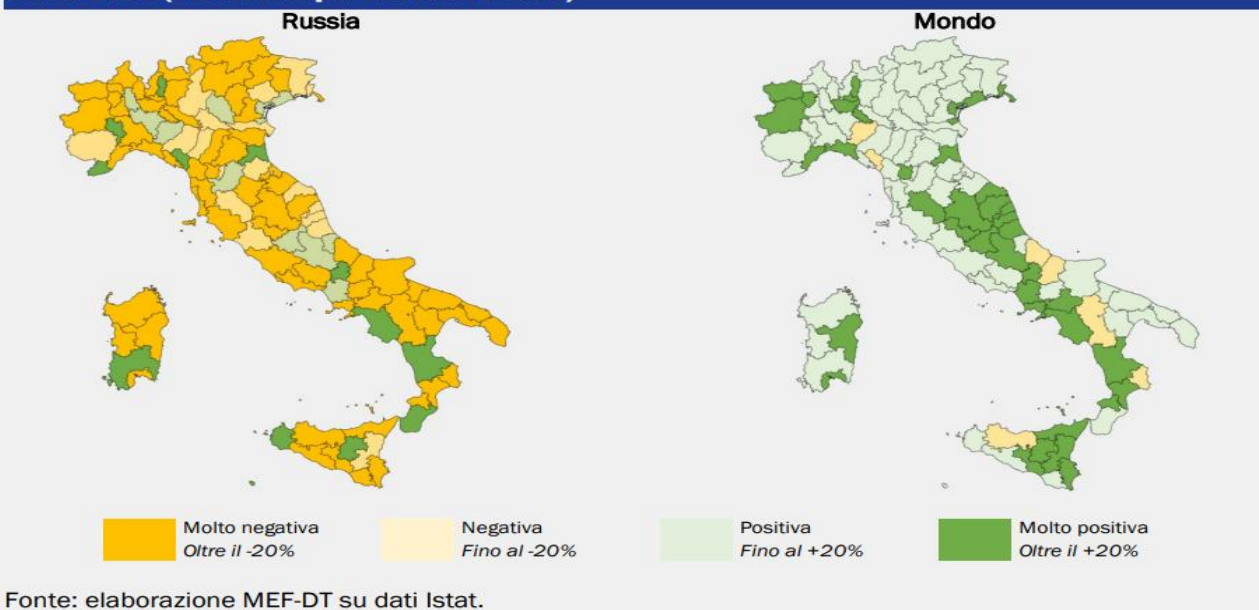 Russia
Mondo
Molto negativa
Oltre il -20%
Negativa
Fino al -20%
Positiva
Fino al +20%
Molto positiva
Oltre il +20%
Fonte: elaborazione MEF-DT su dati Istat.